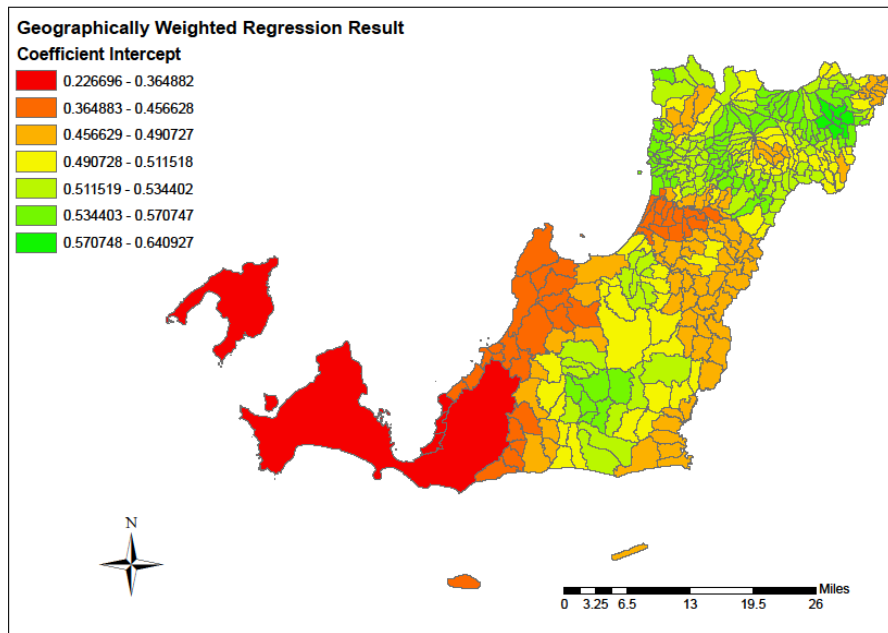 Geographically Weighted Regression Result
Coefficient Intercept
0.226696 - 0.364882
0.364883 - 0.456628
0.456629 - 0.490727
0.490728 - 0.511518
0.511519 - 0.534402
0.534403 - 0.570747
0.570748 - 0.640927
N
Miles
0 3.25 6.5 13 19.5 26